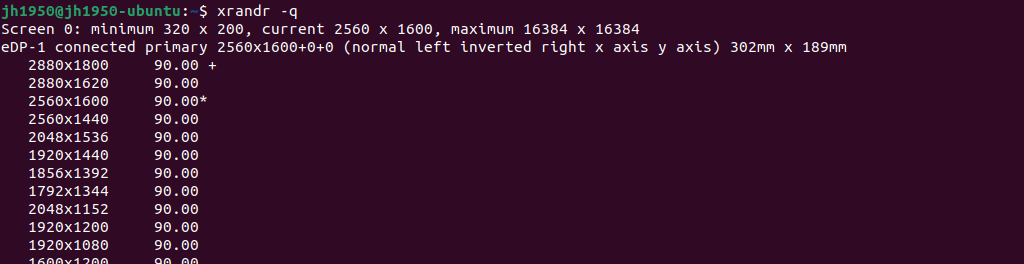 jh1950@jh1950-ubuntu:~$ xrandr -q
Screen 0: minimum 320 x 200, current 2560 x 1600, maximum 16384 x 16384
eDP-1 connected primary 2560x1600+0+0 (normal left inverted right x axis y axis) 302mm x 189mm
   2880x1800     90.00 +
   2880x1620     90.00
   2560x1600     90.00*
   2560x1440     90.00
   2048x1536     90.00
   1920x1440     90.00
   1856x1392     90.00
   1792x1344     90.00
   2048x1152     90.00
   1920x1200     90.00
   1920x1080     90.00
   1600x1200     90.00